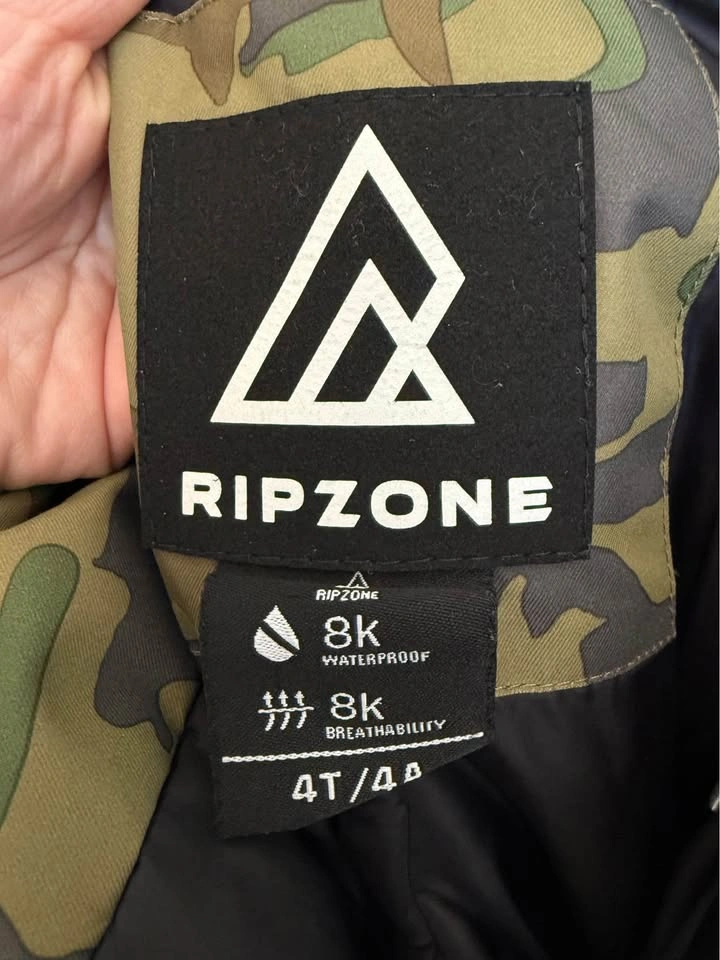 RIPZONE
RIPZONE
8k
WATERPROOF
8k
BREATHABILITY
4T/4A